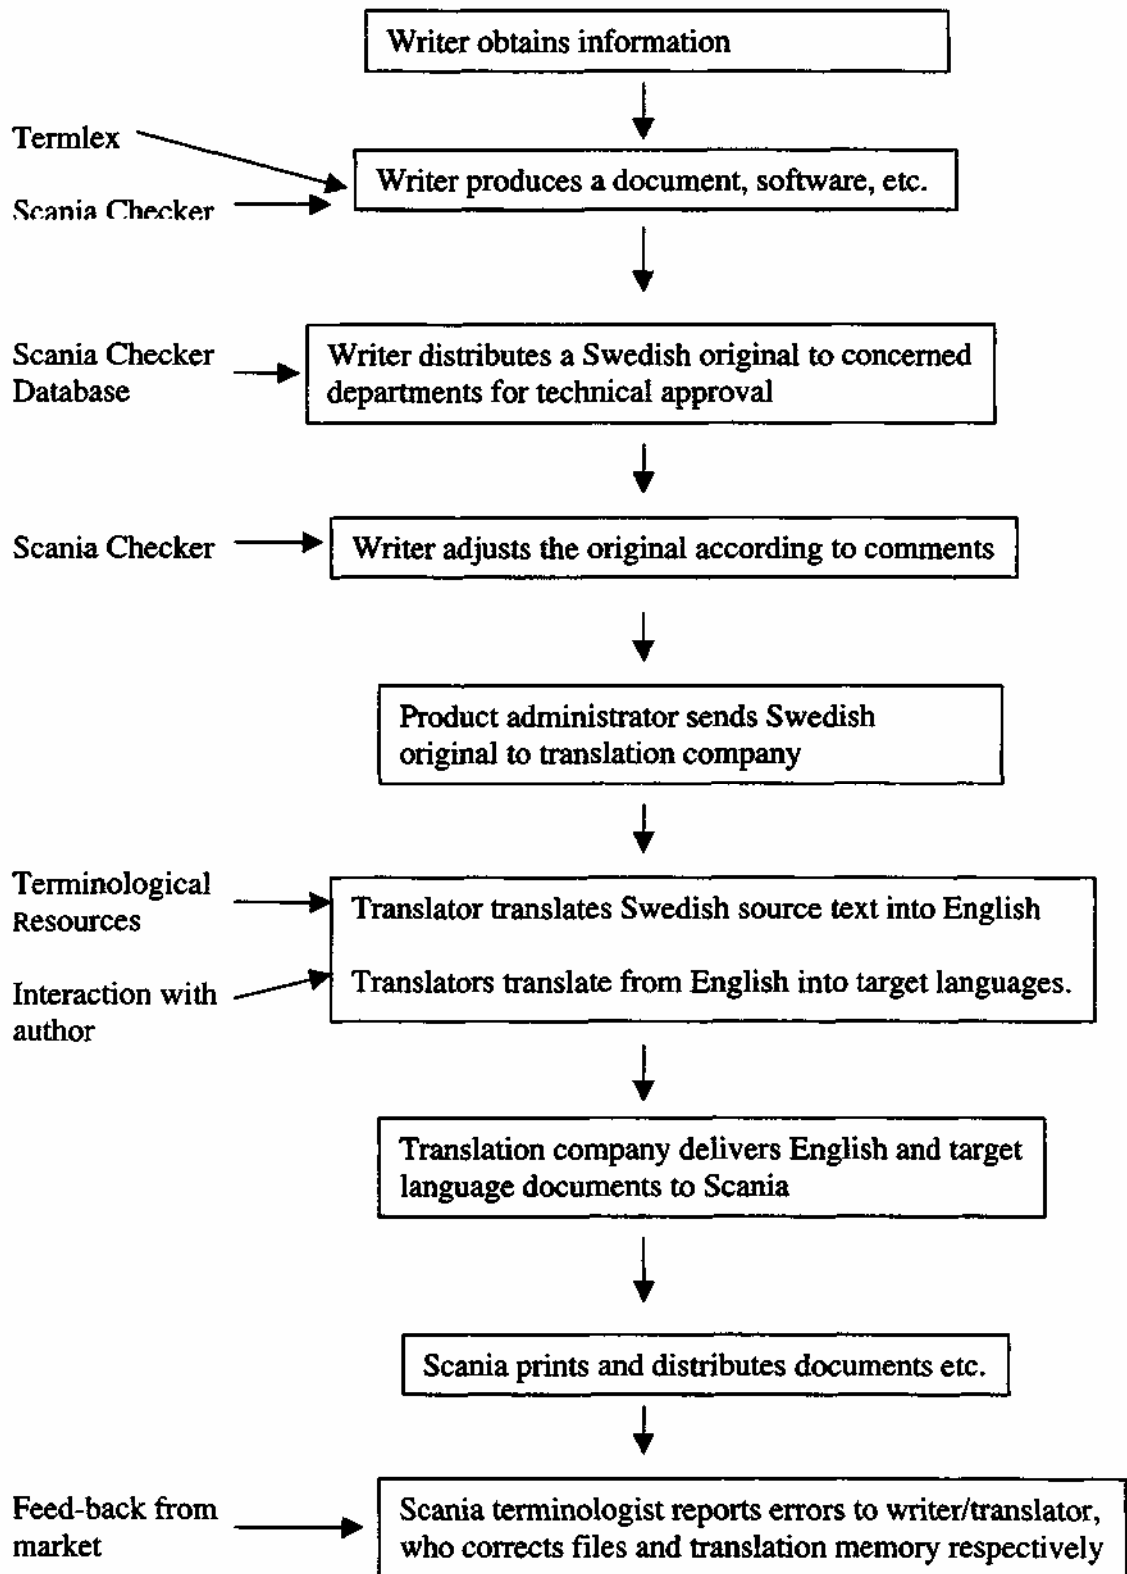 Writer obtains information
Termlex
Writer produces a document, software, etc.
Scania Checker
Scania Checker
Database
Writer distributes a Swedish original to concerned
departments for technical approval
Scania Checker
Writer adjusts the original according to comments
Product administrator sends Swedish
original to translation company
Terminological
Resources
Translator translates Swedish source text into English
Interaction with
author
Translators translate from English into target languages.
Translation company delivers English and target
language documents to Scania
Scania prints and distributes documents etc.
Feed-back from
market
Scania terminologist reports errors to writer/translator,
who corrects files and translation memory respectively